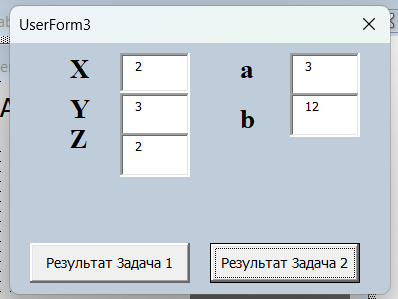 UserForm3
X 2 a 3
Y 3 b 12
Z 2
Результат Задача 1 Результат Задача 2